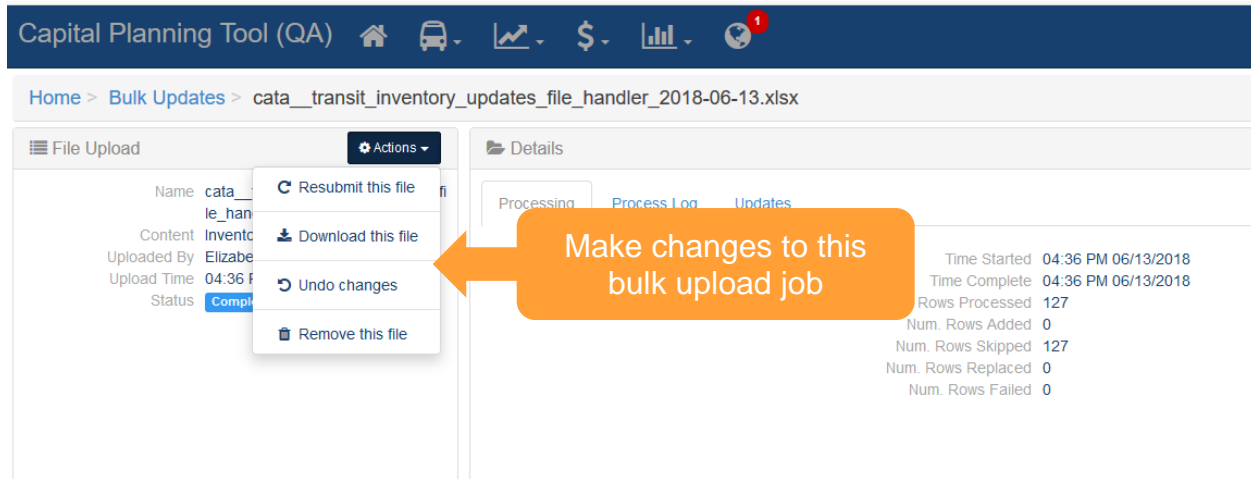 Capital Planning Tool (QA)
1
Home > Bulk Updates > cata__transit_inventory_updates_file_handler_2018-06-13.xlsx
File Upload
Actions
Name cata__ fi
le_han
Content Invento
Uploaded By Elizabe
Upload Time 04:36
Status Comple
Resubmit this file
Download this file
Undo changes
Remove this file
Make changes to this
bulk upload job
Details
Processing Process Log Updates
Time Started 04:36 PM 06/13/2018
Time Complete 04:36 PM 06/13/2018
Rows Processed 127
Num. Rows Added 0
Num. Rows Skipped 127
Num. Rows Replaced 0
Num. Rows Failed 0